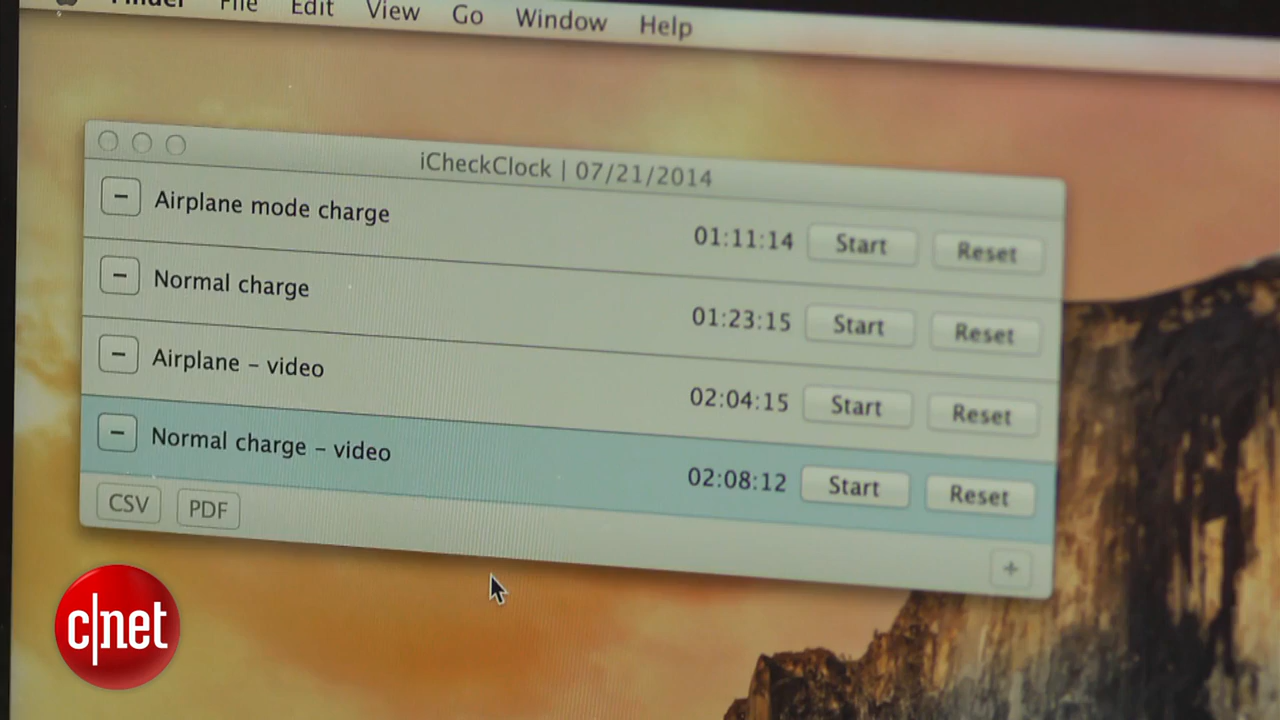 Finder File Edit View Go Window Help
iCheckClock | 07/21/2014
Airplane mode charge 01:11:14 Start Reset
Normal charge 01:23:15 Start Reset
Airplane – video 02:04:15 Start Reset
Normal charge – video 02:08:12 Start Reset
CSV PDF
c|net